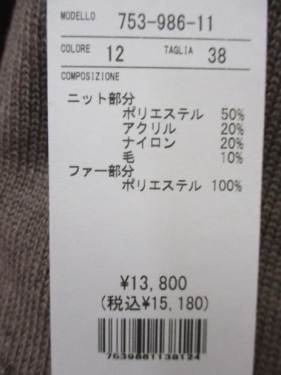 MODELLO 753-986-11
COLORE 12 TAGLIA 38
COMPOSIZIONE
ニット部分
ポリエステル 50%
アクリル 20%
ナイロン 20%
毛 10%
ファー部分
ポリエステル 100%
¥13,800
(税込¥15,180)
7539861138124